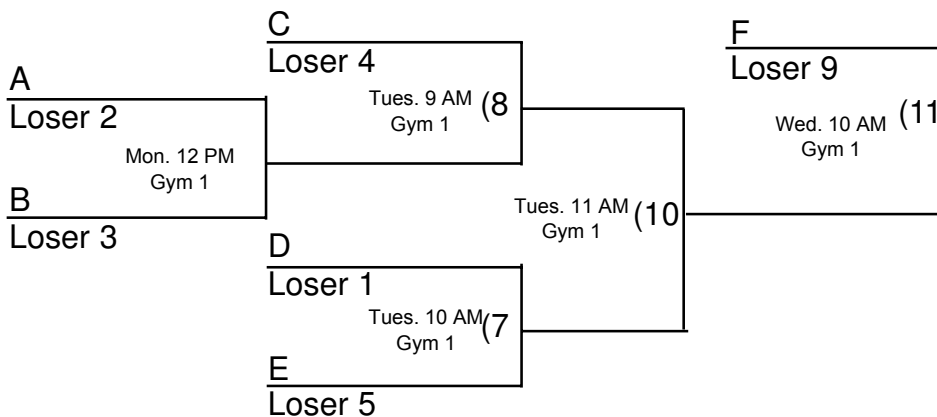 C
Loser 4
F
Loser 9
A
Loser 2
Tues. 9 AM (8
Gym 1
Wed. 10 AM (11
Gym 1
Mon. 12 PM
Gym 1
B
Loser 3
Tues. 11 AM (10
Gym 1
D
Loser 1
Tues. 10 AM (7
Gym 1
E
Loser 5